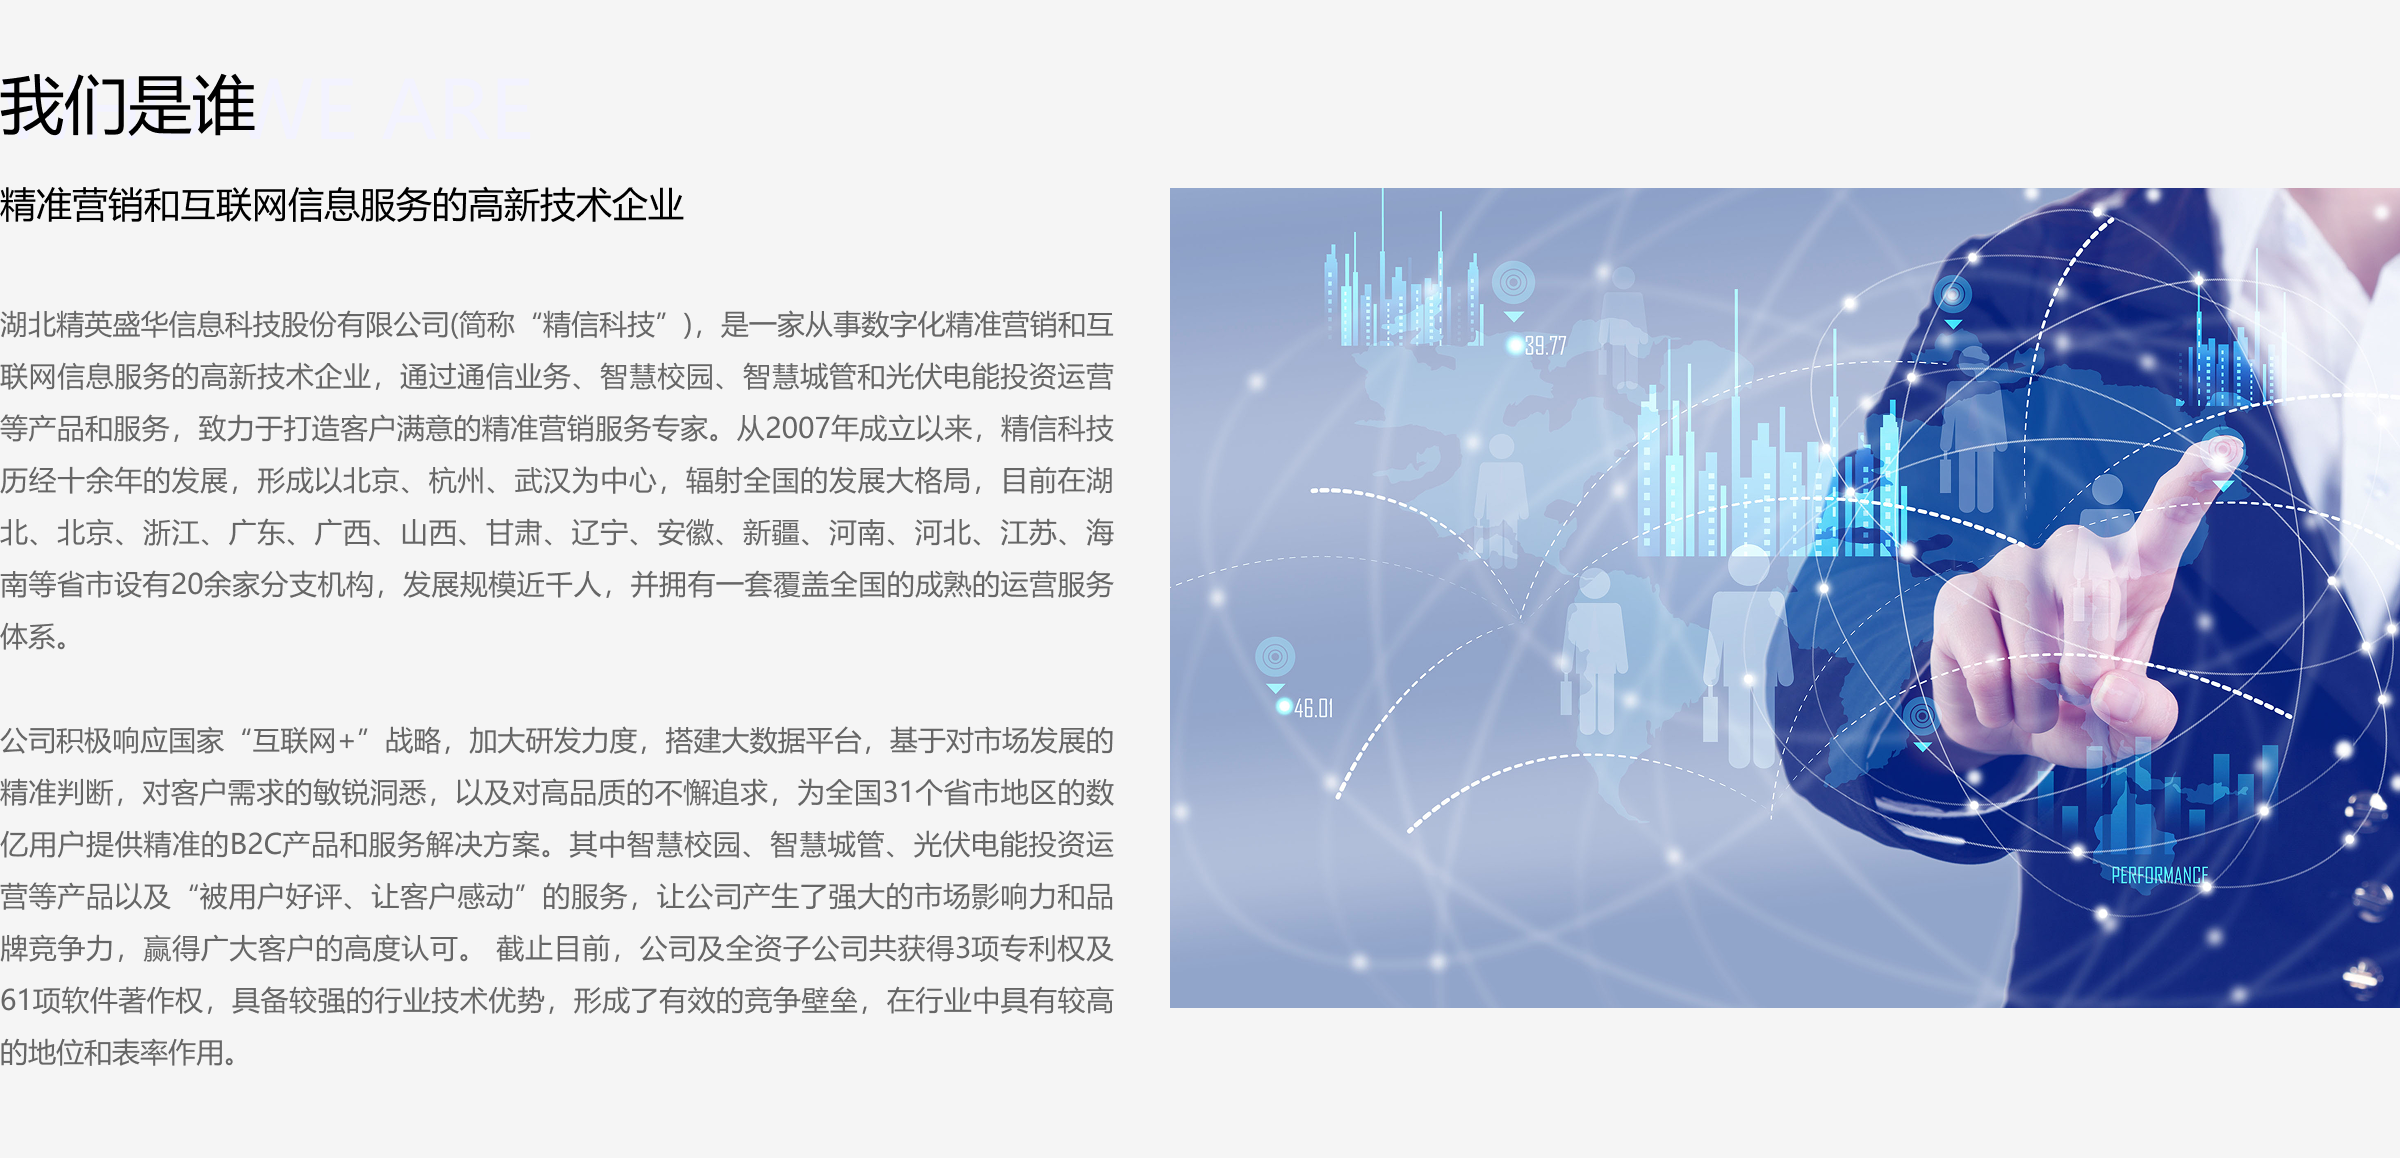 我们是谁
WE ARE
精准营销和互联网信息服务的高新技术企业
湖北精英盛华信息科技股份有限公司(简称“精信科技”)，是一家从事数字化精准营销和互
联网信息服务的高新技术企业，通过通信业务、智慧校园、智慧城管和光伏电能投资运营
等产品和服务，致力于打造客户满意的精准营销服务专家。从2007年成立以来，精信科技
历经十余年的发展，形成以北京、杭州、武汉为中心，辐射全国的发展大格局，目前在湖
北、北京、浙江、广东、广西、山西、甘肃、辽宁、安徽、新疆、河南、河北、江苏、海
南等省市设有20余家分支机构，发展规模近千人，并拥有一套覆盖全国的成熟的运营服务
体系。
公司积极响应国家“互联网+”战略，加大研发力度，搭建大数据平台，基于对市场发展的
精准判断，对客户需求的敏锐洞悉，以及对高品质的不懈追求，为全国31个省市地区的数
亿用户提供精准的B2C产品和服务解决方案。其中智慧校园、智慧城管、光伏电能投资运
营等产品以及“被用户好评、让客户感动”的服务，让公司产生了强大的市场影响力和品
牌竞争力，赢得广大客户的高度认可。 截止目前，公司及全资子公司共获得3项专利权及
61项软件著作权，具备较强的行业技术优势，形成了有效的竞争壁垒，在行业中具有较高
的地位和表率作用。
39.77
46.01
PERFORMANCE